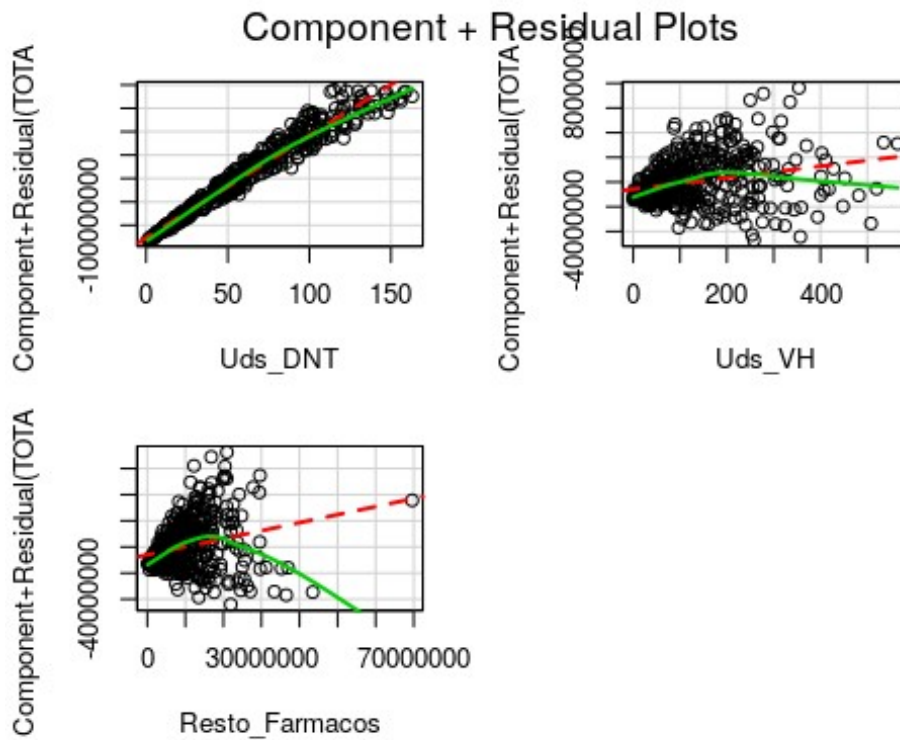 Component + Residual Plots
Component+Residual(TOTA
-10000000
0 50 100 150
Uds_DNT
Component+Residual(TOTA
-4000000 8000000
0 200 400
Uds_VH
Component+Residual(TOTA
-4000000
0 30000000 70000000
Resto_Farmacos